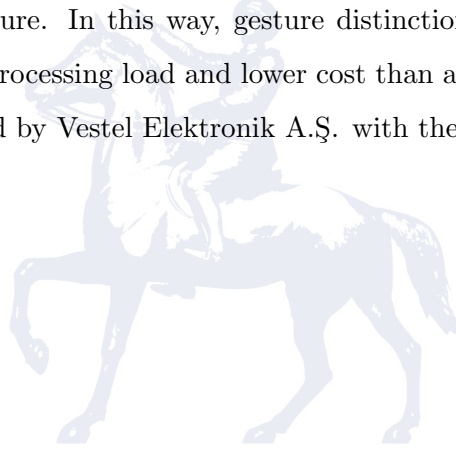 ure. In this way, gesture distinction
rocessing load and lower cost than a
d by Vestel Elektronik A.Ş. with the